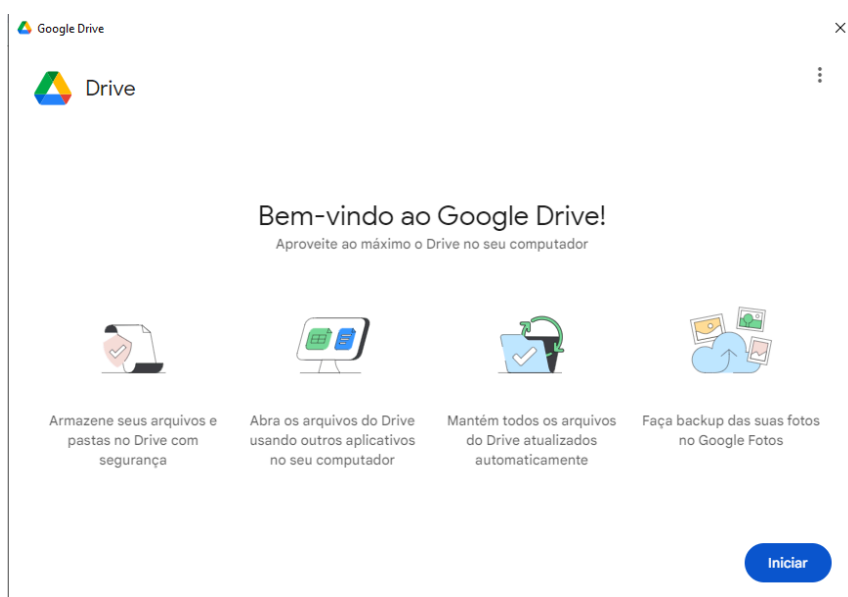 Google Drive
Drive
Bem-vindo ao Google Drive!
Aproveite ao máximo o Drive no seu computador
Armazene seus arquivos e
pastas no Drive com
segurança
Abra os arquivos do Drive
usando outros aplicativos
no seu computador
Mantém todos os arquivos
do Drive atualizados
automaticamente
Faça backup das suas fotos
no Google Fotos
Iniciar